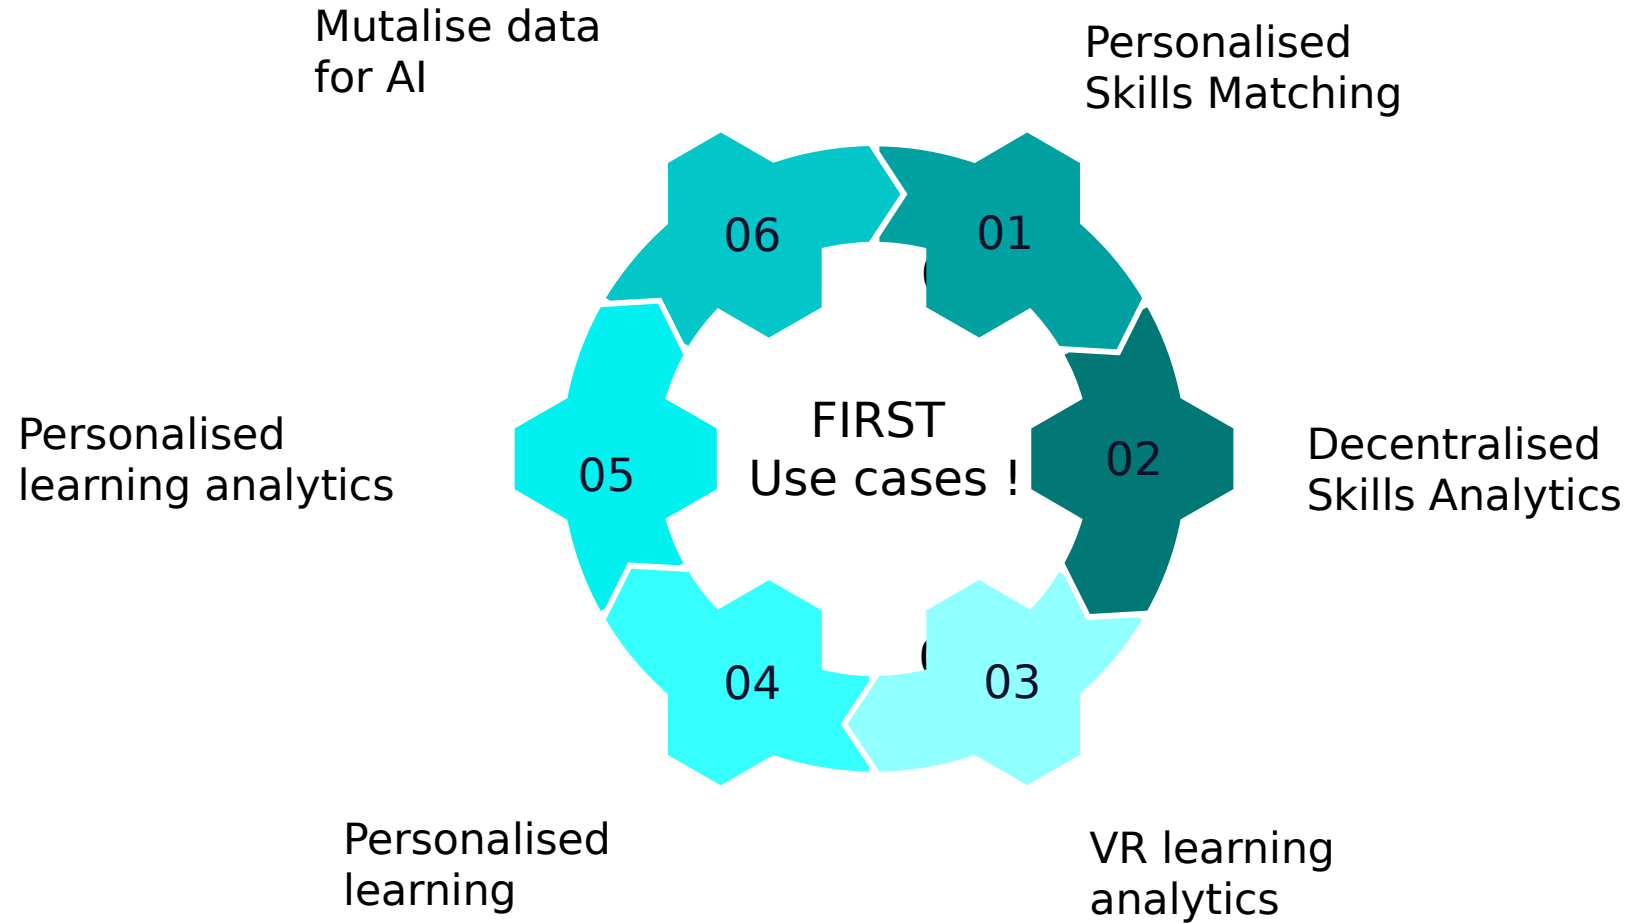 Mutalise data
for AI
Personalised
Skills Matching
06
01
Personalised
learning analytics
05
FIRST
Use cases !
02
Decentralised
Skills Analytics
04
03
Personalised
learning
VR learning
analytics